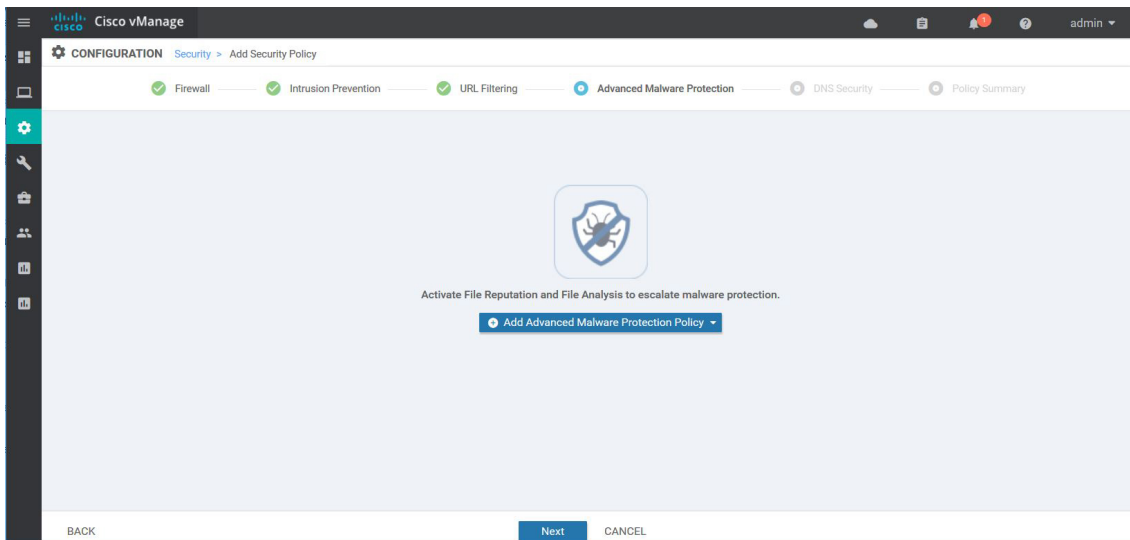 cisco Cisco vManage 1 admin
CONFIGURATION Security > Add Security Policy
Firewall Intrusion Prevention URL Filtering Advanced Malware Protection DNS Security Policy Summary
Activate File Reputation and File Analysis to escalate malware protection.
Add Advanced Malware Protection Policy
BACK Next CANCEL